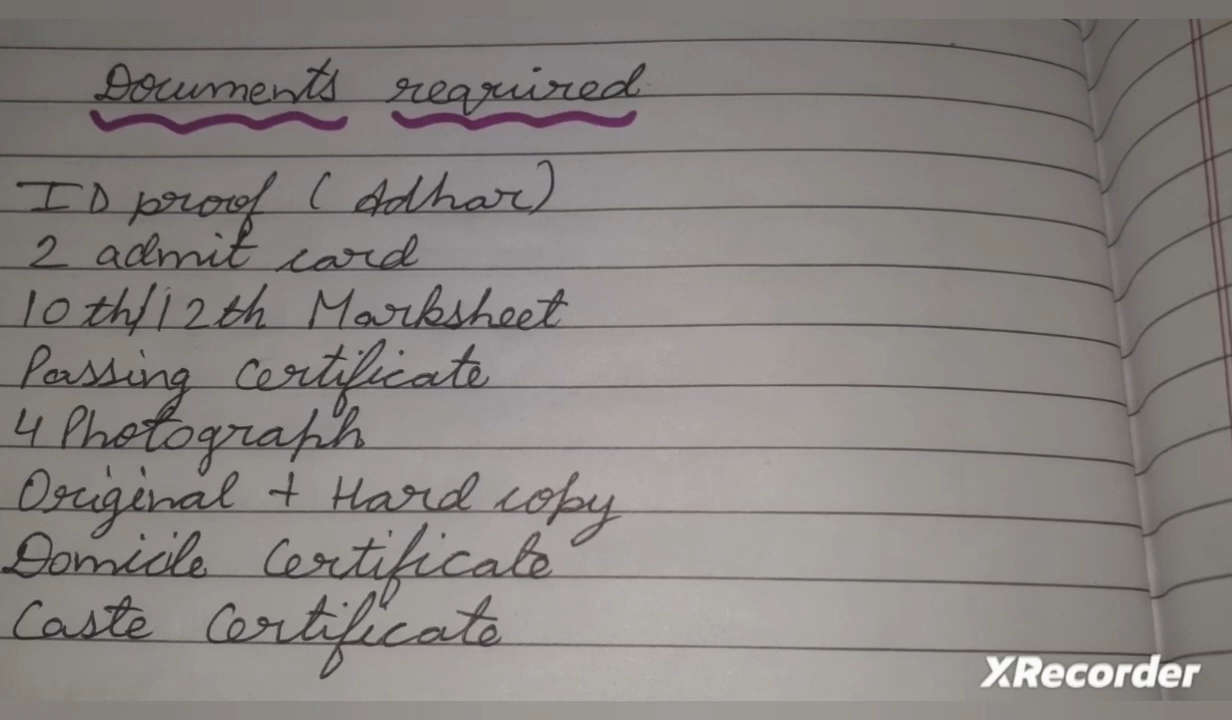 Documents required
ID proof ( Adhar)
2 admit card
10th/12th Marksheet
Passing certificate
4 Photograph
Original + Hard copy
Domicile Certificate
Caste Certificate
XRecorder